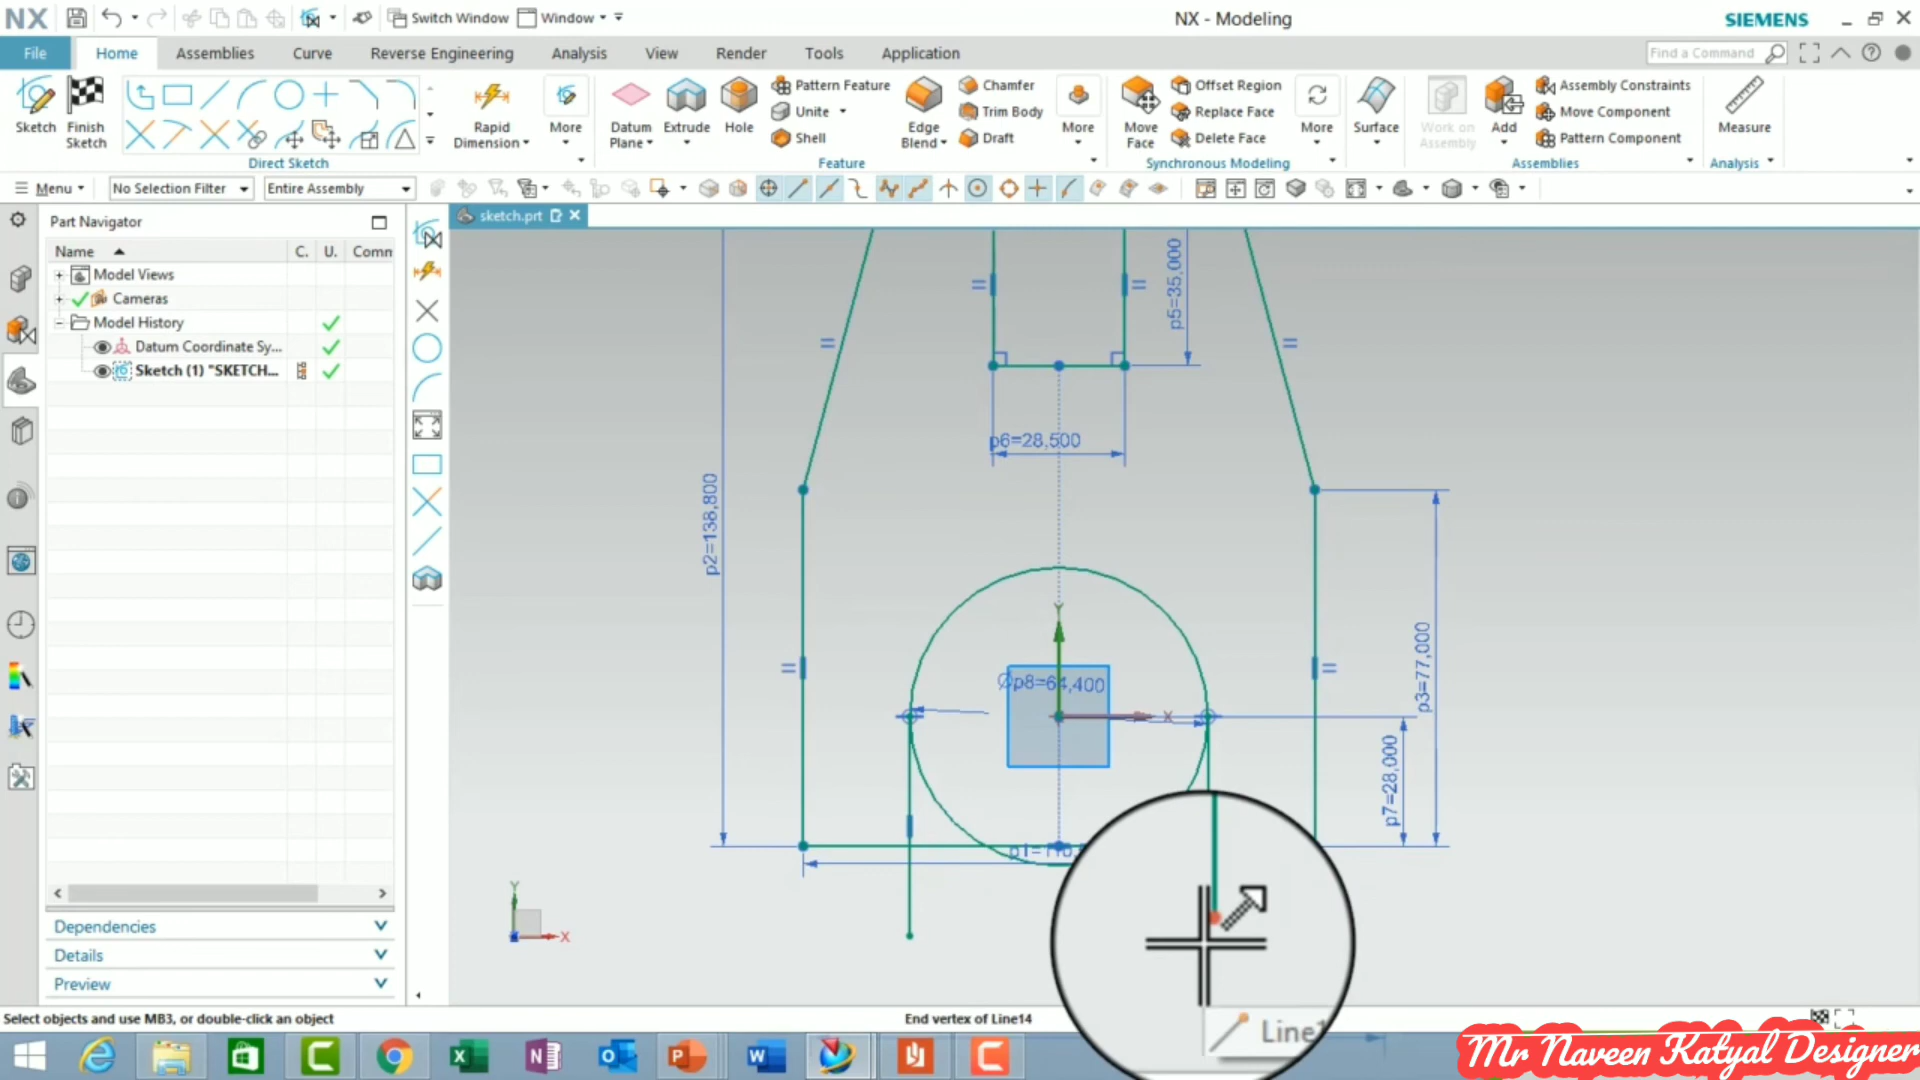 NX
Switch Window
Window
NX - Modeling
SIEMENS
File
Home
Assemblies
Curve
Reverse Engineering
Analysis
View
Render
Tools
Application
Find a Command
Sketch
Finish Sketch
Direct Sketch
Rapid Dimension
More
Datum Plane
Extrude
Hole
Pattern Feature
Unite
Shell
Edge Blend
Chamfer
Trim Body
Draft
More
Feature
Move Face
Offset Region
Replace Face
Delete Face
More
Synchronous Modeling
Surface
Work on Assembly
Add
Assembly Constraints
Move Component
Pattern Component
Assemblies
Measure
Analysis
Menu
No Selection Filter
Entire Assembly
Part Navigator
sketch.prt
Name
C.
U.
Comn
Model Views
Cameras
Model History
Datum Coordinate Sy...
Sketch (1) "SKETCH...
Dependencies
Details
Preview
p5=35,000
p6=28,500
p2=138,800
p3=77,000
Y
p8=64,400
X
p7=28,000
Y
X
Select objects and use MB3, or double-click an object
End vertex of Line14
Mr Naveen Katyal Designer